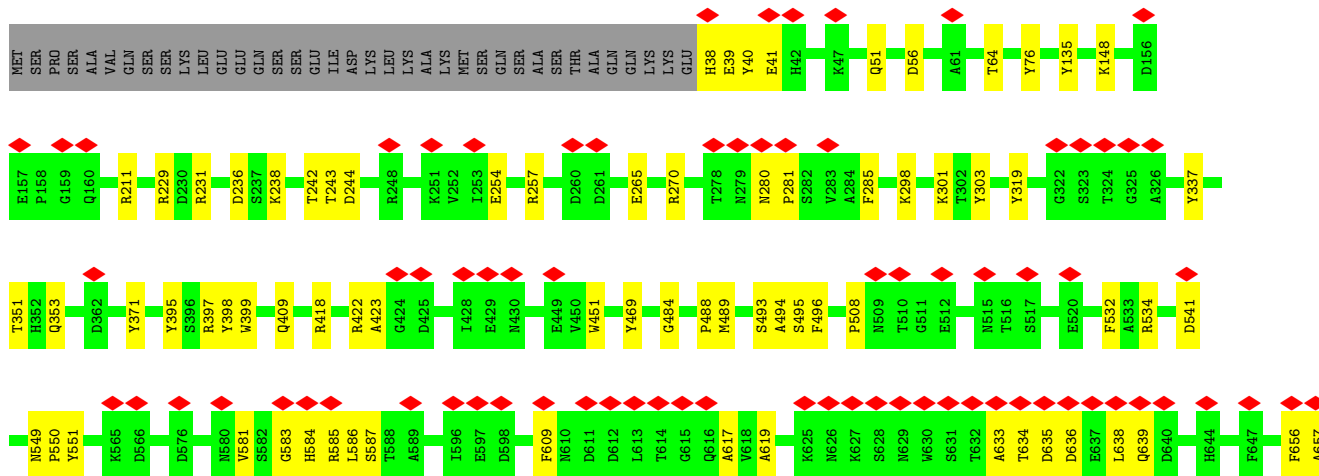 MET SER PRO SER ALA VAL GLN SER SER LYS LEU GLU GLU GLN SER SER GLU ILE ASP LYS LEU LYS ALA LYS MET SER GLN SER ALA SER THR ALA GLN GLN LYS LYS GLU H38 E39 Y40 E41 H42 K47 Q51 D56 A61 T64 Y76 Y135 K148 D156
E157 P158 G159 Q160 R211 R229 D230 R231 D236 S237 K238 T242 T243 D244 R248 K251 V252 I253 E254 R257 D260 D261 E265 R270 T278 N279 N280 P281 S282 V283 A284 F285 K298 K301 T302 Y303 Y319 G322 S323 T324 G325 A326 Y337
T351 H352 Q353 D362 Y371 Y395 S396 R397 Y398 W399 Q409 R418 R422 A423 G424 D425 I428 E429 N430 E449 V450 W451 Y469 G484 P488 M489 S493 A494 S495 F496 P508 N509 T510 G511 E512 N515 T516 S517 E520 F532 A533 R534 D541
N549 P550 Y551 K565 D566 D576 N580 V581 S582 G583 H584 R585 L586 S587 T588 A589 I596 E597 D598 F609 N610 D611 D612 L613 T614 G615 Q616 A617 V618 A619 K625 N626 K627 S628 N629 W630 S631 T632 A633 T634 D635 D636 E637 L638 Q639 D640 H644 F647 F656 A657